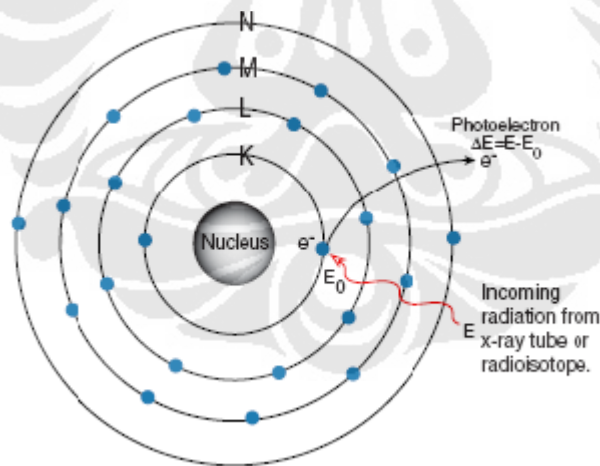 N
M
L
K
Photoelectron
ΔE=E-E₀
e⁻
Nucleus
e⁻
E₀
E
Incoming
radiation from
x-ray tube or
radioisotope.